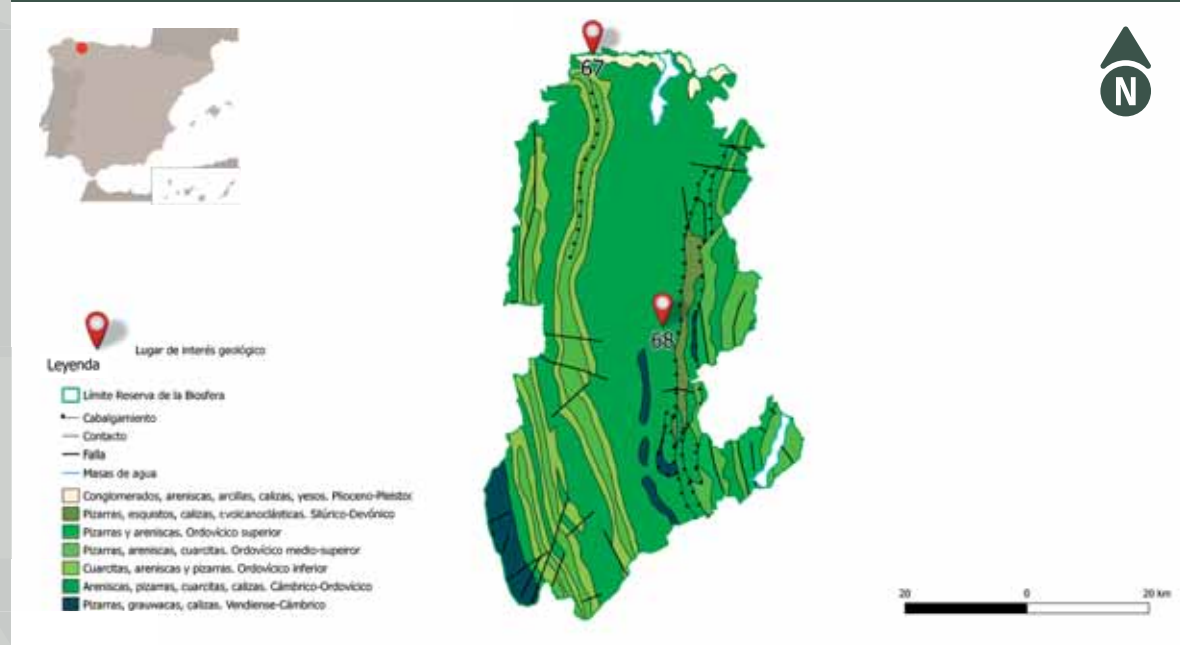 N
67
68
Lugar de interés geológico
Leyenda
Límite Reserva de la Biosfera
Cabalgamiento
Contacto
Falla
Masas de agua
Conglomerados, areniscas, arcillas, calizas, yesos. Plioceno-Pleistoc
Pizarras, esquistos, calizas, cvolcanoclásticas. Silúrico-Devónico
Pizarras y areniscas. Ordovícico superior
Pizarras, areniscas, cuarcitas. Ordovícico medio-supeiror
Cuarcitas, areniscas y pizarras. Ordovícico inferior
Areniscas, pizarras, cuarcitas, calizas. Cámbrico-Ordovícico
Pizarras, grauwacas, calizas. Vendiense-Cámbrico
20 0 20 km